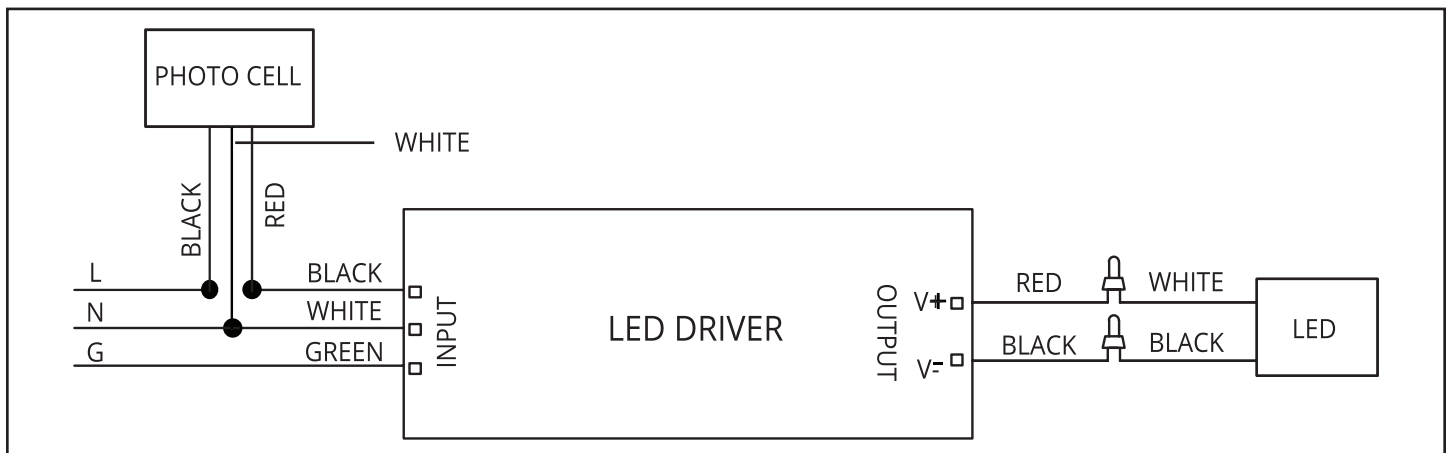 PHOTO CELL
WHITE
BLACK
RED
L
BLACK
N
WHITE
G
GREEN
INPUT
LED DRIVER
OUTPUT
V+
V-
RED
WHITE
BLACK
BLACK
LED